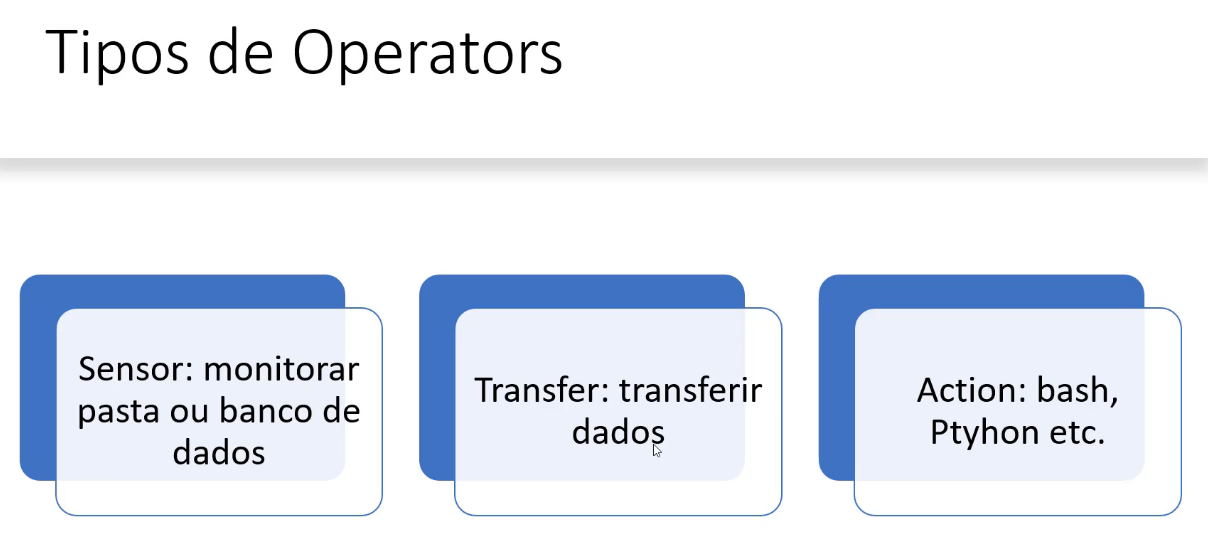 Tipos de Operators
Sensor: monitorar
pasta ou banco de
dados
Transfer: transferir
dados
Action: bash,
Ptyhon etc.